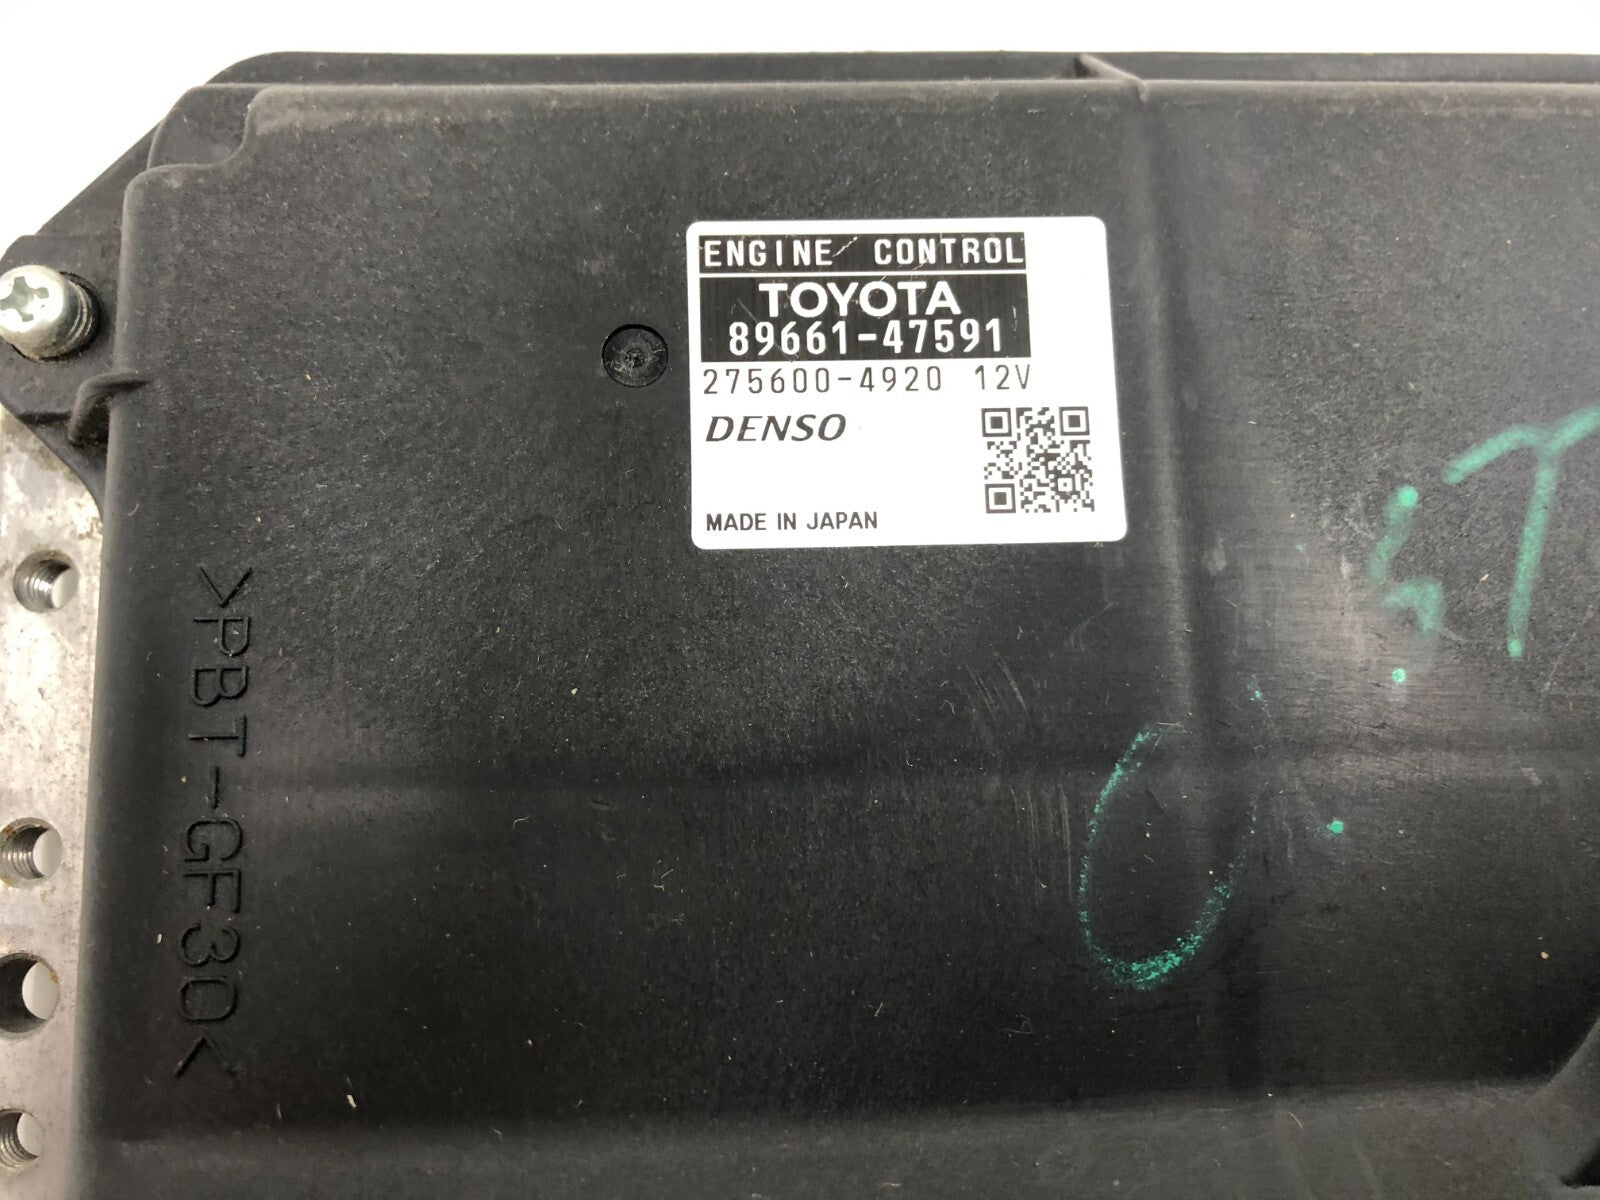 ENGINE CONTROL
TOYOTA
89661-47591
275600-4920 12V
DENSO
MADE IN JAPAN
>PBT-GF30<